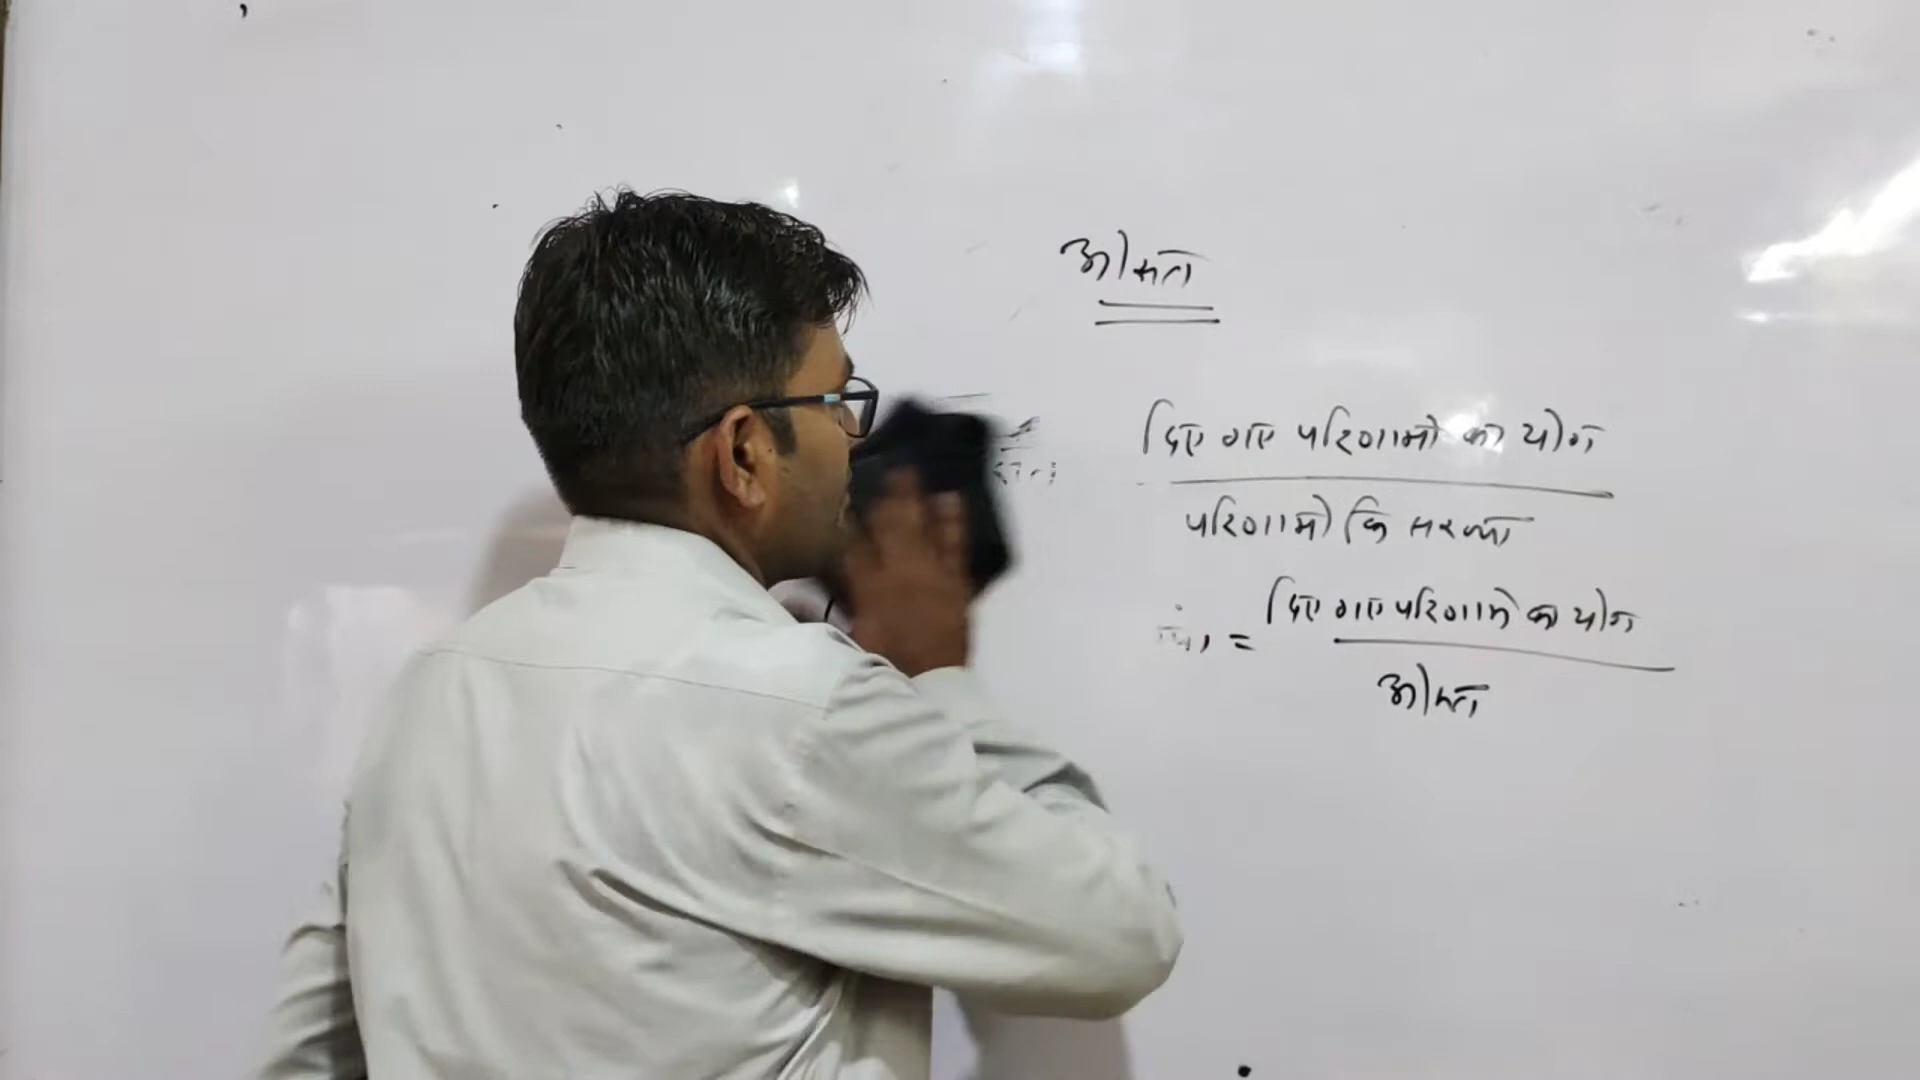 औसत
दिए गए परिणामो का योग
परिणामो कि संख्या
= दिए गए परिणामो का योग
औसत